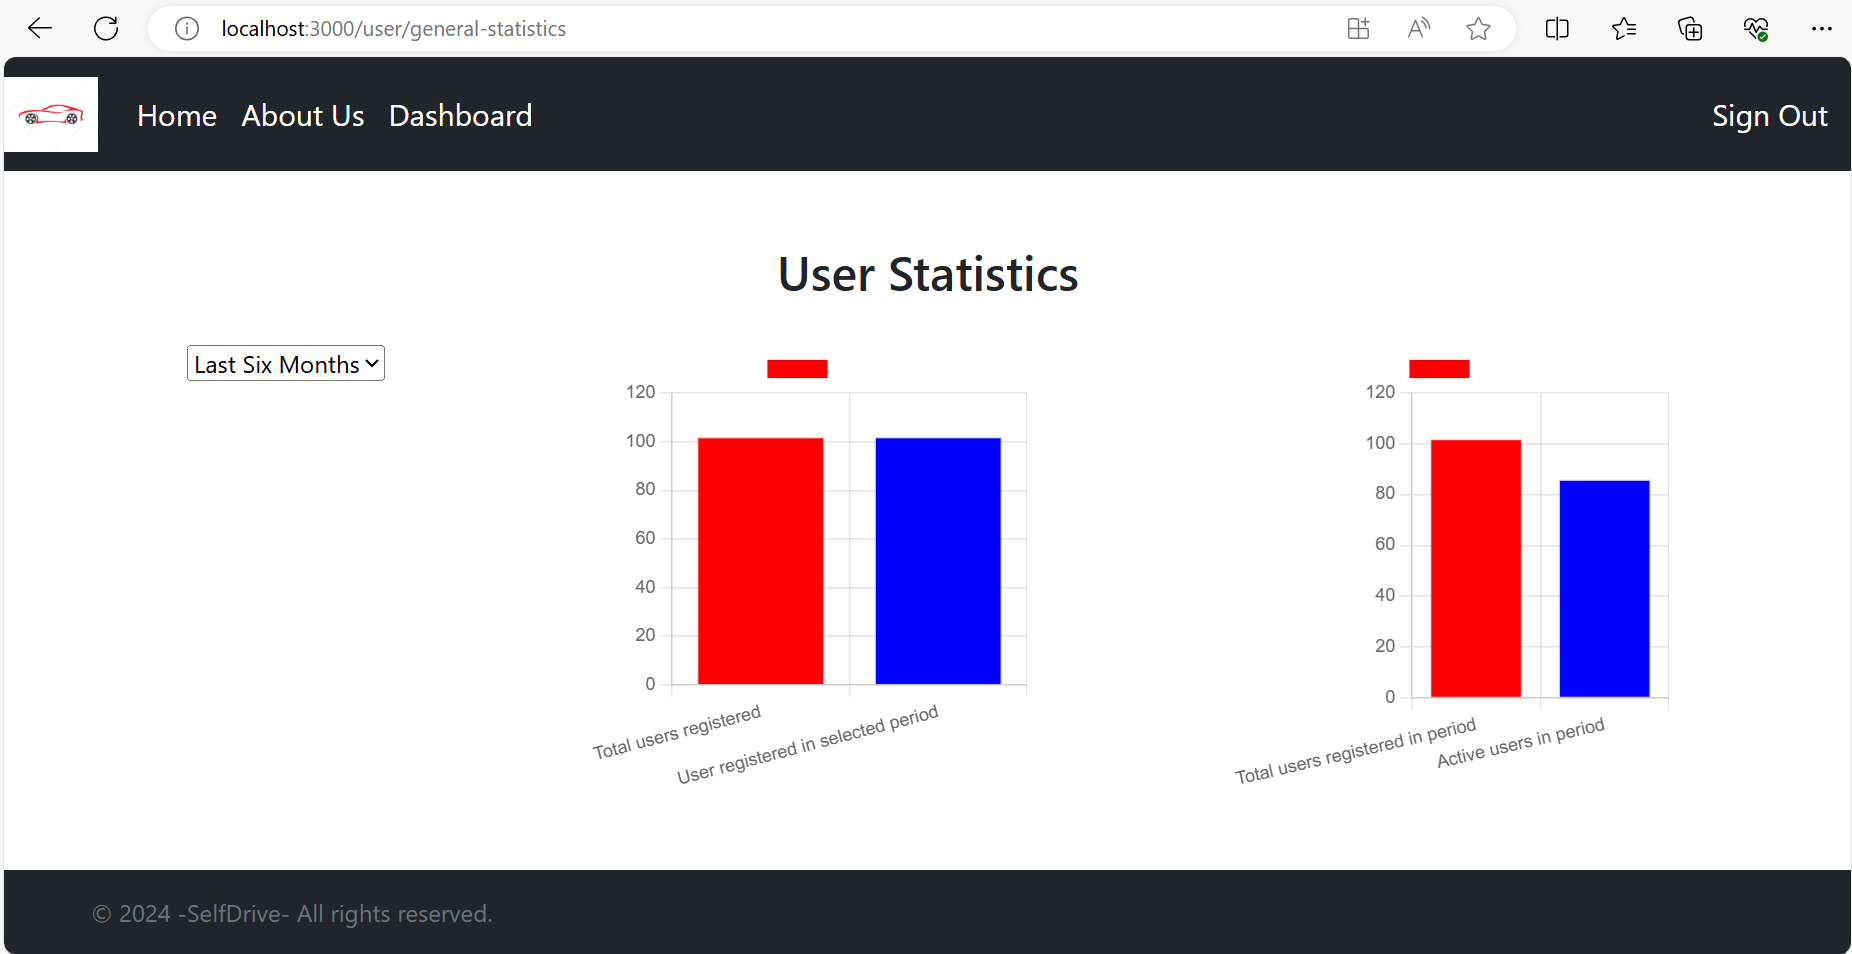 localhost:3000/user/general-statistics
Home About Us Dashboard Sign Out
User Statistics
Last Six Months
120
100
80
60
40
20
0
Total users registered
User registered in selected period
120
100
80
60
40
20
0
Total users registered in period
Active users in period
© 2024 -SelfDrive- All rights reserved.